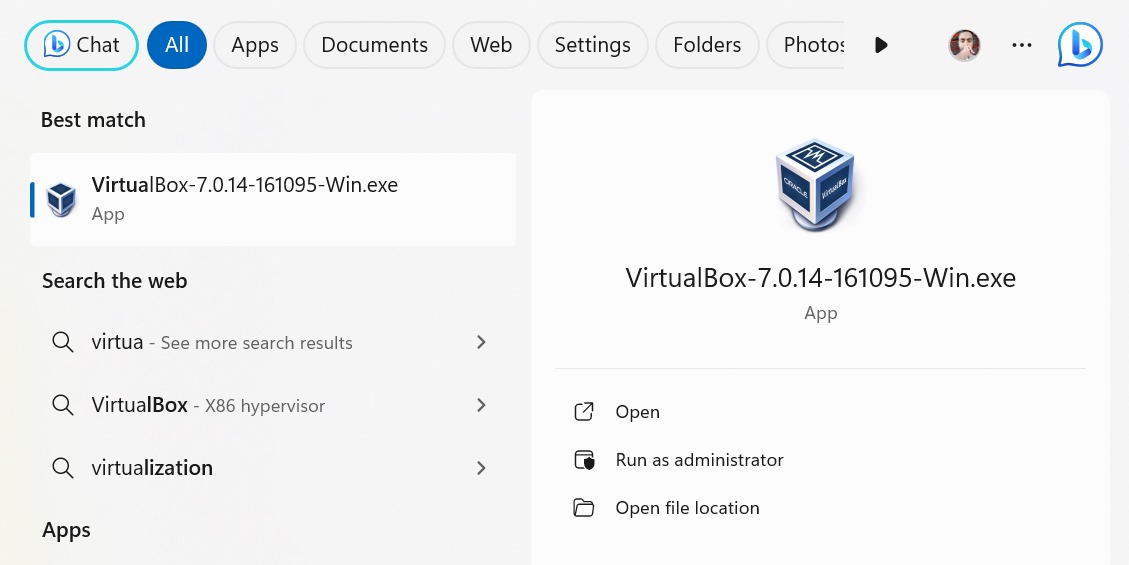 Chat All Apps Documents Web Settings Folders Photos
Best match
VirtualBox-7.0.14-161095-Win.exe
App
Search the web
virtua - See more search results
VirtualBox - X86 hypervisor
virtualization
Apps
ORACLE VirtualBox
VirtualBox-7.0.14-161095-Win.exe
App
Open
Run as administrator
Open file location